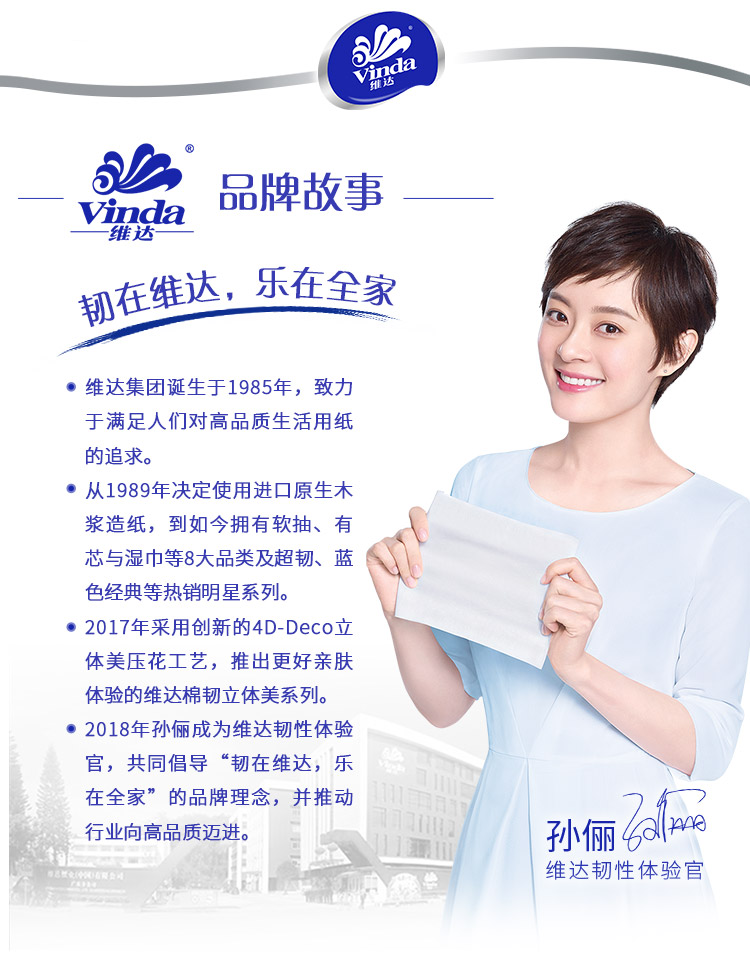 Vinda
维达
Vinda®
维达
品牌故事
韧在维达，乐在全家
维达集团诞生于1985年，致力
于满足人们对高品质生活用纸
的追求。
从1989年决定使用进口原生木
浆造纸，到如今拥有软抽、有
芯与湿巾等8大品类及超韧、蓝
色经典等热销明星系列。
2017年采用创新的4D-Deco立
体美压花工艺，推出更好亲肤
体验的维达棉韧立体美系列。
2018年孙俪成为维达韧性体验
官，共同倡导“韧在维达，乐
在全家”的品牌理念，并推动
行业向高品质迈进。
孙俪
维达韧性体验官